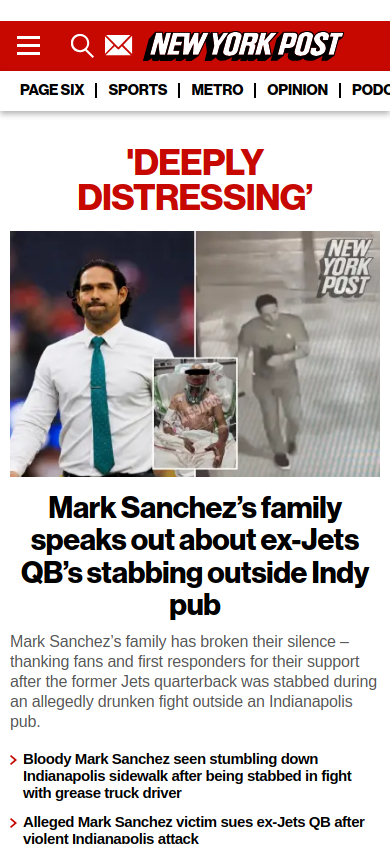 NEW YORK POST
PAGE SIX
SPORTS
METRO
OPINION
PODC
'DEEPLY
DISTRESSING’
NEW
YORK
POST
Mark Sanchez’s family
speaks out about ex-Jets
QB’s stabbing outside Indy
pub
Mark Sanchez’s family has broken their silence –
thanking fans and first responders for their support
after the former Jets quarterback was stabbed during
an allegedly drunken fight outside an Indianapolis
pub.
Bloody Mark Sanchez seen stumbling down
Indianapolis sidewalk after being stabbed in fight
with grease truck driver
Alleged Mark Sanchez victim sues ex-Jets QB after
violent Indianapolis attack